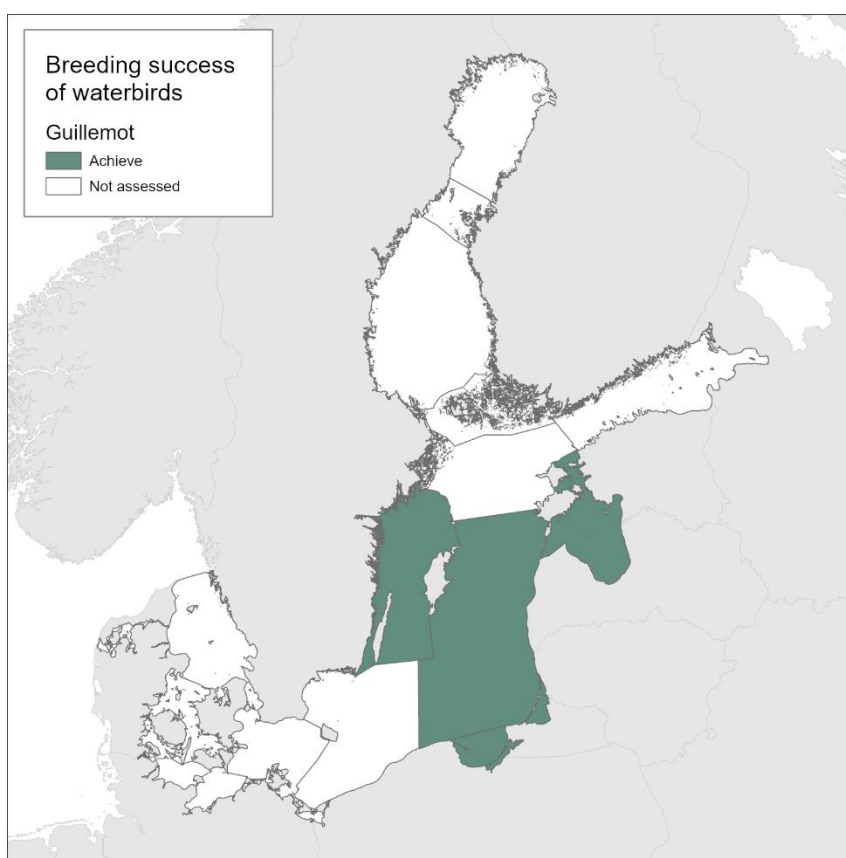 Breeding success
of waterbirds
Guillemot
Achieve
Not assessed